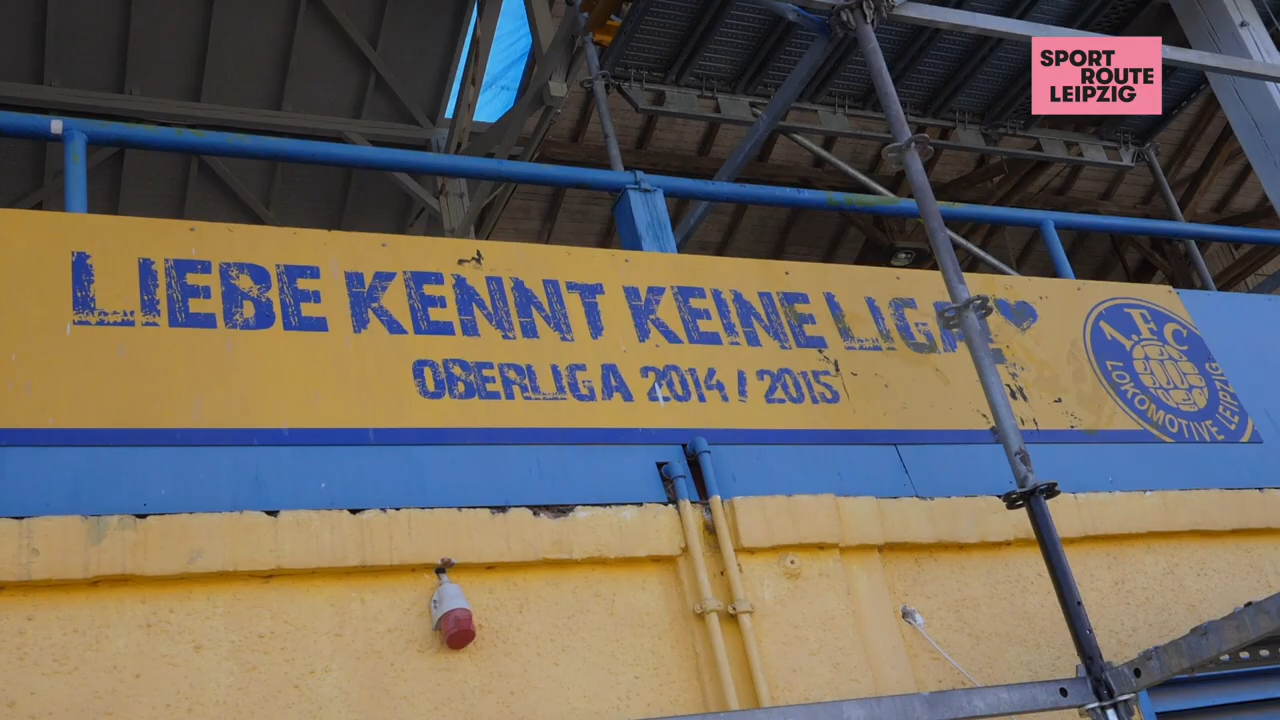 SPORT
ROUTE
LEIPZIG
LIEBE KENNT KEINE LIGA!
OBERLIGA 2014 / 2015
1. FC
LOKOMOTIVE LEIPZIG